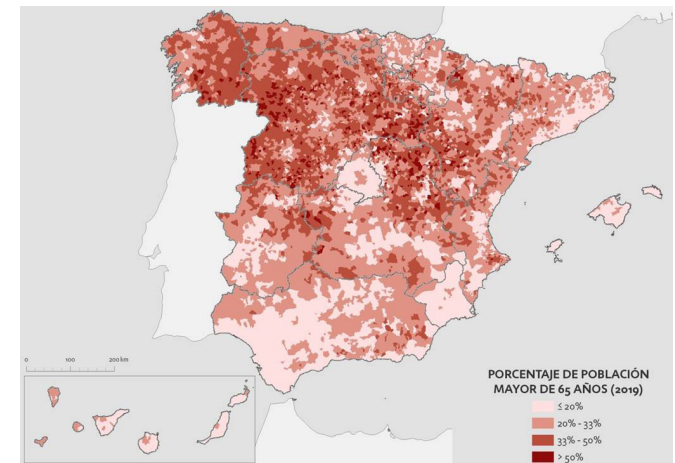 0 100 200 km
PORCENTAJE DE POBLACIÓN
MAYOR DE 65 AÑOS (2019)
≤ 20%
20% - 33%
33% - 50%
> 50%